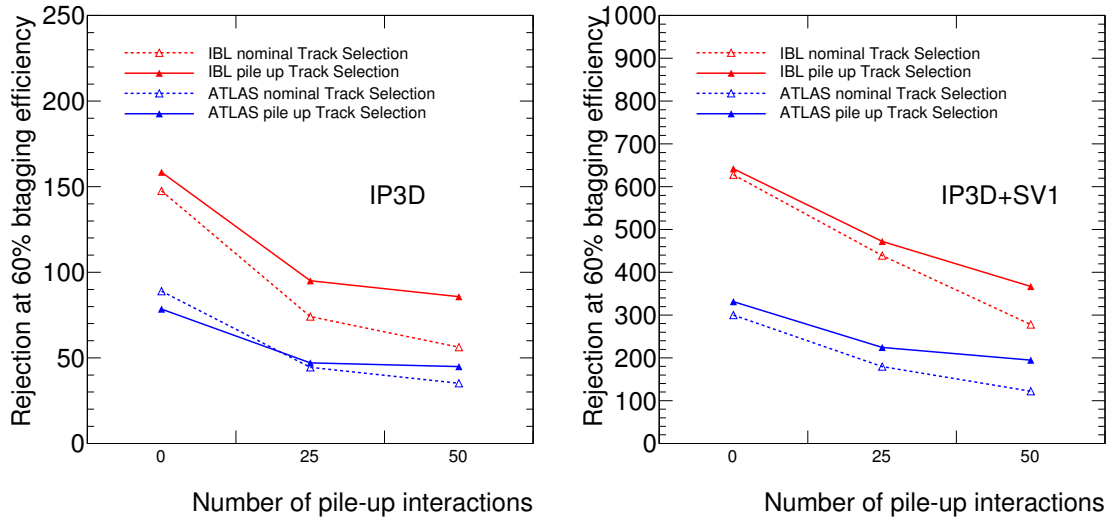 Rejection at 60% btagging efficiency
250
200
150
100
50
0
IBL nominal Track Selection
IBL pile up Track Selection
ATLAS nominal Track Selection
ATLAS pile up Track Selection
IP3D
0 25 50
Number of pile-up interactions
Rejection at 60% btagging efficiency
1000
900
800
700
600
500
400
300
200
100
0
IBL nominal Track Selection
IBL pile up Track Selection
ATLAS nominal Track Selection
ATLAS pile up Track Selection
IP3D+SV1
0 25 50
Number of pile-up interactions